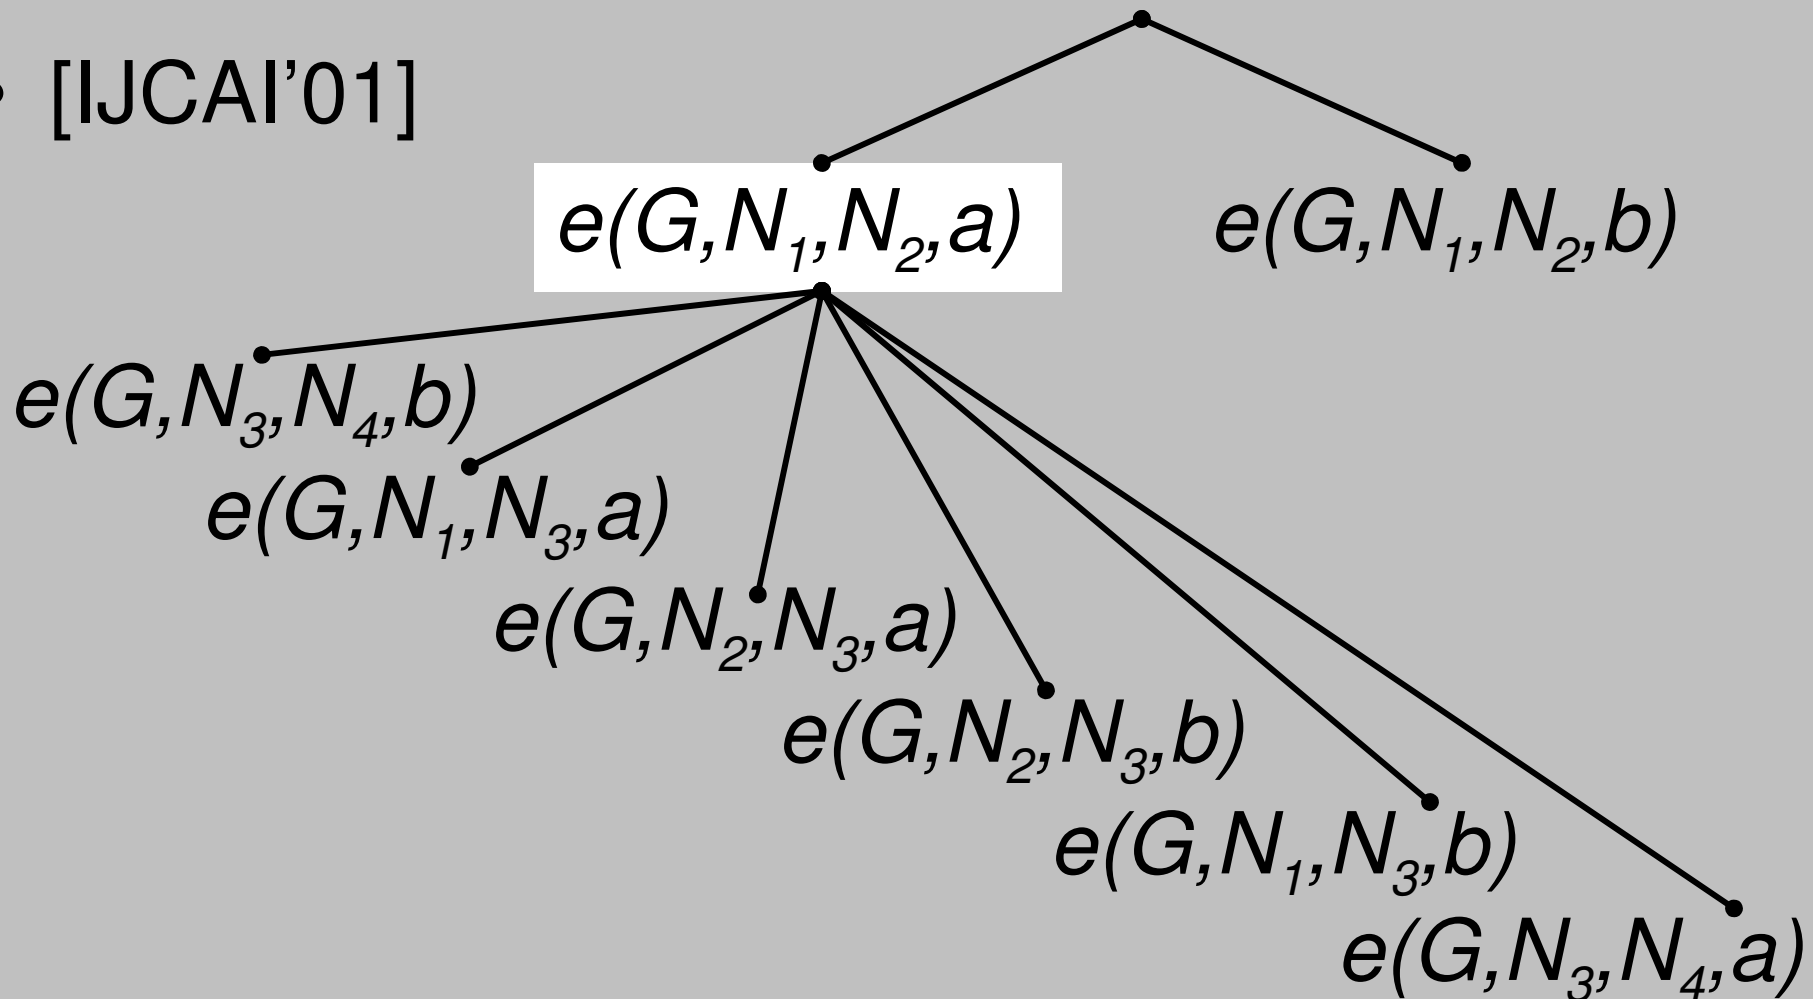 • [IJCAI'01]
e(G,N₁,N₂,a)
e(G,N₁,N₂,b)
e(G,N₃,N₄,b)
e(G,N₁,N₃,a)
e(G,N₂,N₃,a)
e(G,N₂,N₃,b)
e(G,N₁,N₃,b)
e(G,N₃,N₄,a)